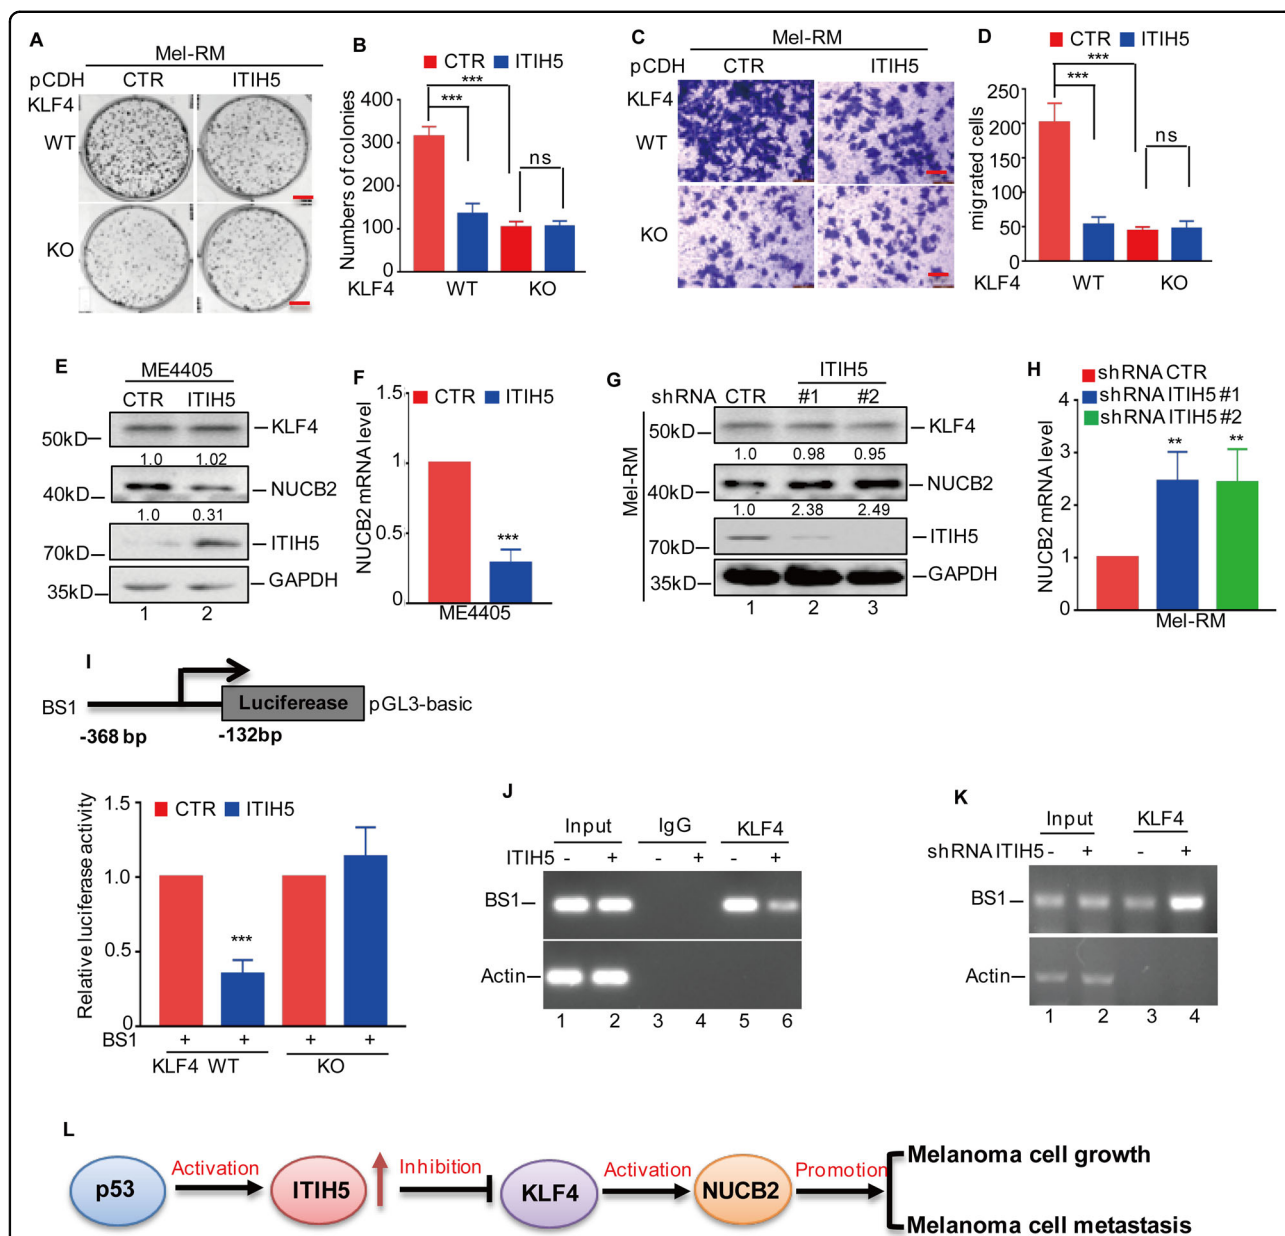 A
Mel-RM
pCDH CTR ITIH5
KLF4
WT
KO
B
CTR ITIH5
***
***
ns
Numbers of colonies
400
300
200
100
0
KLF4 WT KO
C
Mel-RM
pCDH CTR ITIH5
KLF4
WT
KO
D
CTR ITIH5
***
***
ns
migrated cells
250
200
150
100
50
0
KLF4 WT KO
E
ME4405
CTR ITIH5
50kD KLF4
1.0 1.02
40kD NUCB2
1.0 0.31
70kD ITIH5
35kD GAPDH
1 2
F
CTR ITIH5
NUCB2 mRNA level
1.5
1.0
0.5
0
***
ME4405
G
ITIH5
shRNA CTR #1 #2
Mel-RM
50kD KLF4
1.0 0.98 0.95
40kD NUCB2
1.0 2.38 2.49
70kD ITIH5
35kD GAPDH
1 2 3
H
shRNA CTR
shRNA ITIH5 #1
shRNA ITIH5 #2
NUCB2 mRNA level
4
3
2
1
0
** **
Mel-RM
I
BS1 Luciferease pGL3-basic
-368 bp -132bp
CTR ITIH5
Relative luciferase activity
1.5
1.0
0.5
0
***
BS1 + + + +
KLF4 WT KO
J
Input IgG KLF4
ITIH5 - + - + - +
BS1
Actin
1 2 3 4 5 6
K
Input KLF4
shRNA ITIH5 - + - +
BS1
Actin
1 2 3 4
L
p53 Activation ITIH5 Inhibition KLF4 Activation NUCB2 Promotion
Melanoma cell growth
Melanoma cell metastasis